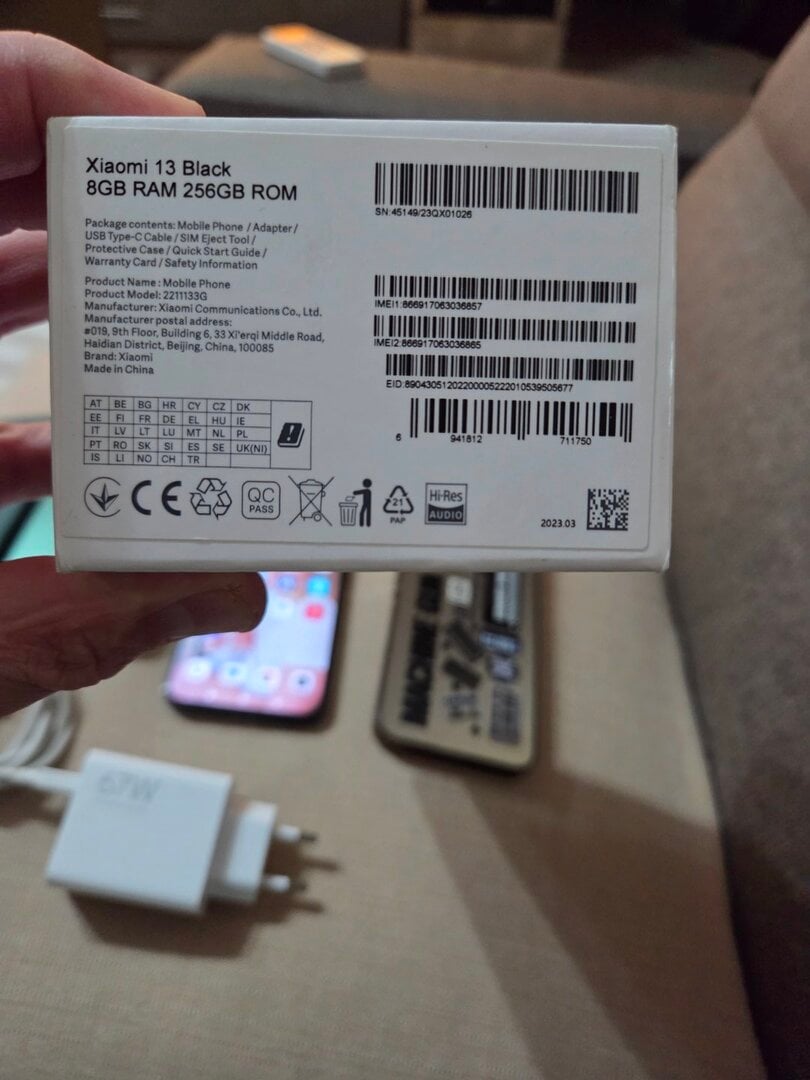 Xiaomi 13 Black
8GB RAM 256GB ROM
Package contents: Mobile Phone / Adapter /
USB Type-C Cable / SIM Eject Tool /
Protective Case / Quick Start Guide /
Warranty Card / Safety Information
Product Name : Mobile Phone
Product Model: 2211133G
Manufacturer: Xiaomi Communications Co., Ltd.
Manufacturer postal address:
#019, 9th Floor, Building 6, 33 Xi'erqi Middle Road,
Haidian District, Beijing, China, 100085
Brand: Xiaomi
Made in China
SN:45149/23QX01026
IMEI1:866917063036857
IMEI2:866917063036865
EID:89043051202200005222010539505677
6 941812 711750
AT BE BG HR CY CZ DK
EE FI FR DE EL HU IE
IT LV LT LU MT NL PL
PT RO SK SI ES SE UK(NI)
IS LI NO CH TR
CE
QC
PASS
21
PAP
Hi-Res
AUDIO
2023.03
67W